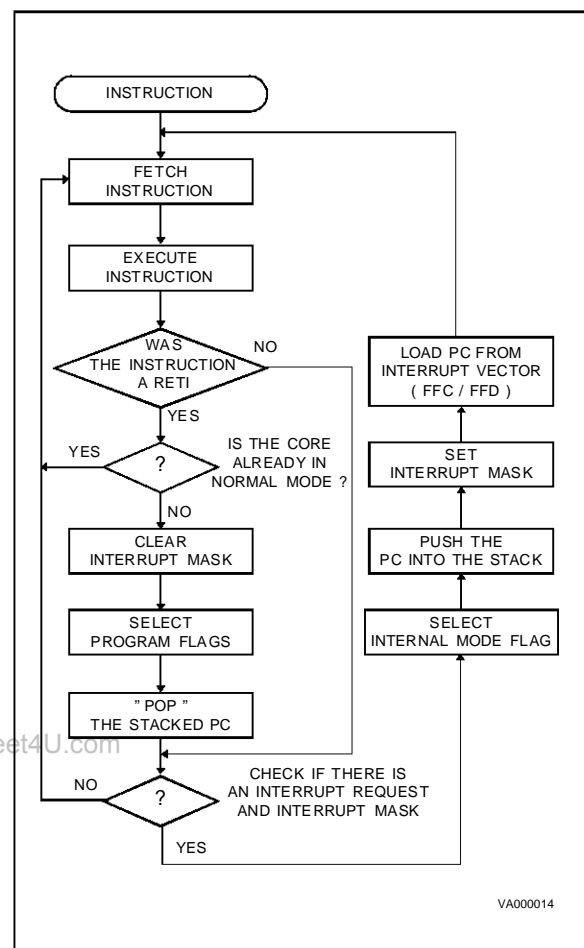 INSTRUCTION
FETCH
INSTRUCTION
EXECUTE
INSTRUCTION
WAS
THE INSTRUCTION
A RETI
NO
YES
YES
?
IS THE CORE
ALREADY IN
NORMAL MODE ?
NO
CLEAR
INTERRUPT MASK
SELECT
PROGRAM FLAGS
" POP "
THE STACKED PC
NO
?
CHECK IF THERE IS
AN INTERRUPT REQUEST
AND INTERRUPT MASK
YES
LOAD PC FROM
INTERRUPT VECTOR
( FFC / FFD )
SET
INTERRUPT MASK
PUSH THE
PC INTO THE STACK
SELECT
INTERNAL MODE FLAG
eet4U.com
VA000014